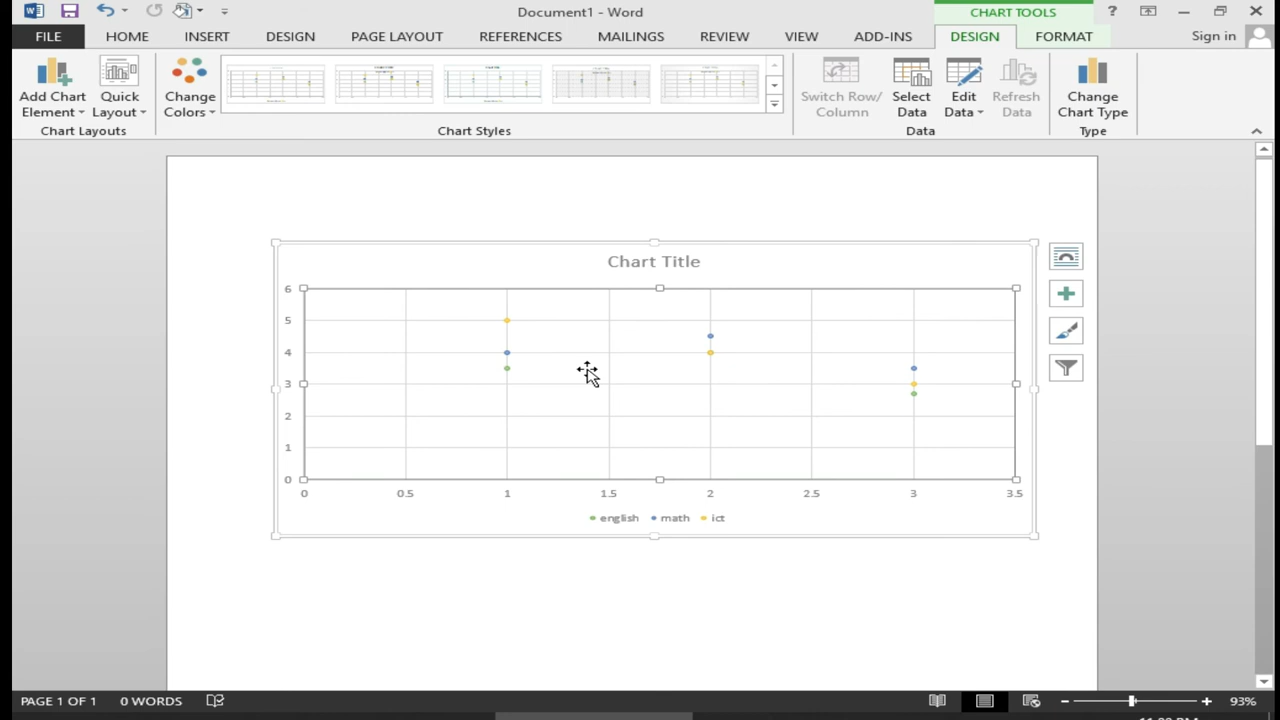 Document1 - Word
CHART TOOLS
?
FILE HOME INSERT DESIGN PAGE LAYOUT REFERENCES MAILINGS REVIEW VIEW ADD-INS DESIGN FORMAT Sign in
Add Chart Element
Quick Layout
Change Colors
Switch Row/ Column
Select Data
Edit Data
Refresh Data
Change Chart Type
Chart Layouts Chart Styles Data Type
Chart Title
6
5
4
3
2
1
0
0 0.5 1 1.5 2 2.5 3 3.5
english math ict
PAGE 1 OF 1 0 WORDS 93%